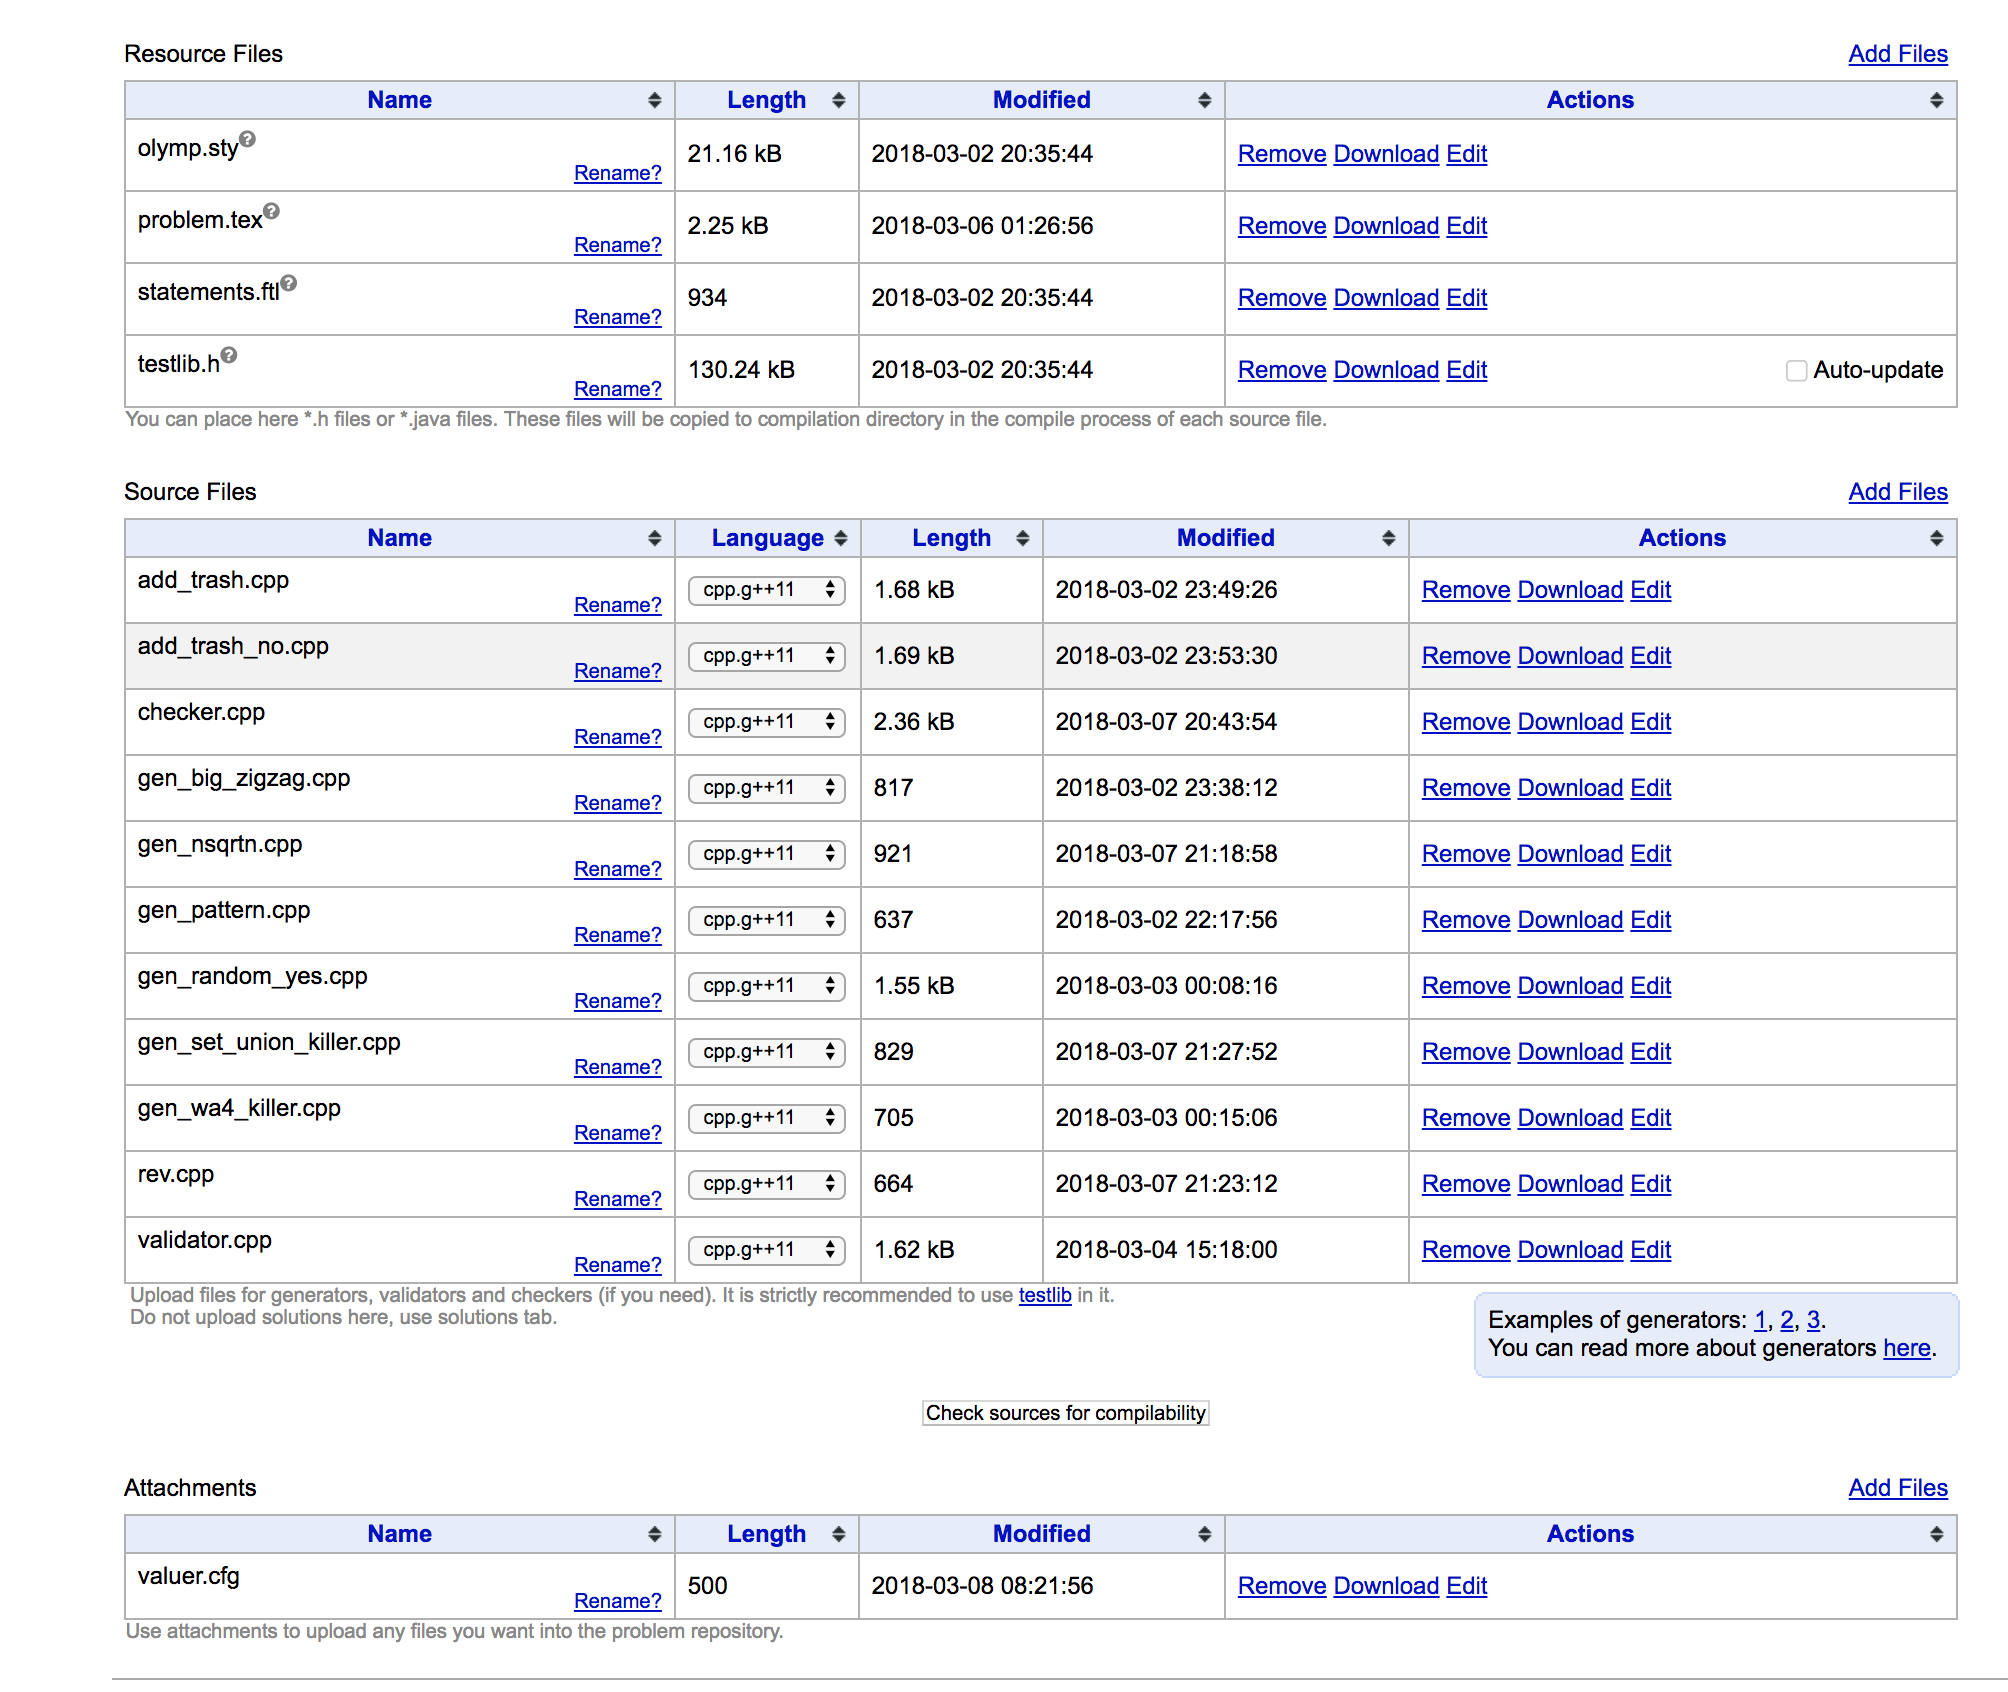 Resource Files Add Files
Name Length Modified Actions
olymp.sty? Rename? 21.16 kB 2018-03-02 20:35:44 Remove Download Edit
problem.tex? Rename? 2.25 kB 2018-03-06 01:26:56 Remove Download Edit
statements.ftl? Rename? 934 2018-03-02 20:35:44 Remove Download Edit
testlib.h? Rename? 130.24 kB 2018-03-02 20:35:44 Remove Download Edit Auto-update
You can place here *.h files or *.java files. These files will be copied to compilation directory in the compile process of each source file.
Source Files Add Files
Name Language Length Modified Actions
add_trash.cpp Rename? cpp.g++11 1.68 kB 2018-03-02 23:49:26 Remove Download Edit
add_trash_no.cpp Rename? cpp.g++11 1.69 kB 2018-03-02 23:53:30 Remove Download Edit
checker.cpp Rename? cpp.g++11 2.36 kB 2018-03-07 20:43:54 Remove Download Edit
gen_big_zigzag.cpp Rename? cpp.g++11 817 2018-03-02 23:38:12 Remove Download Edit
gen_nsqrtn.cpp Rename? cpp.g++11 921 2018-03-07 21:18:58 Remove Download Edit
gen_pattern.cpp Rename? cpp.g++11 637 2018-03-02 22:17:56 Remove Download Edit
gen_random_yes.cpp Rename? cpp.g++11 1.55 kB 2018-03-03 00:08:16 Remove Download Edit
gen_set_union_killer.cpp Rename? cpp.g++11 829 2018-03-07 21:27:52 Remove Download Edit
gen_wa4_killer.cpp Rename? cpp.g++11 705 2018-03-03 00:15:06 Remove Download Edit
rev.cpp Rename? cpp.g++11 664 2018-03-07 21:23:12 Remove Download Edit
validator.cpp Rename? cpp.g++11 1.62 kB 2018-03-04 15:18:00 Remove Download Edit
Upload files for generators, validators and checkers (if you need). It is strictly recommended to use testlib in it.
Do not upload solutions here, use solutions tab.
Examples of generators: 1, 2, 3.
You can read more about generators here.
Check sources for compilability
Attachments Add Files
Name Length Modified Actions
valuer.cfg Rename? 500 2018-03-08 08:21:56 Remove Download Edit
Use attachments to upload any files you want into the problem repository.